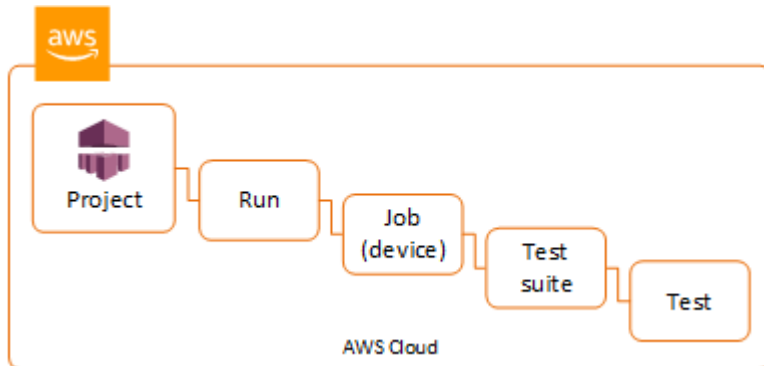 aws
Project
Run
Job
(device)
Test
suite
Test
AWS Cloud